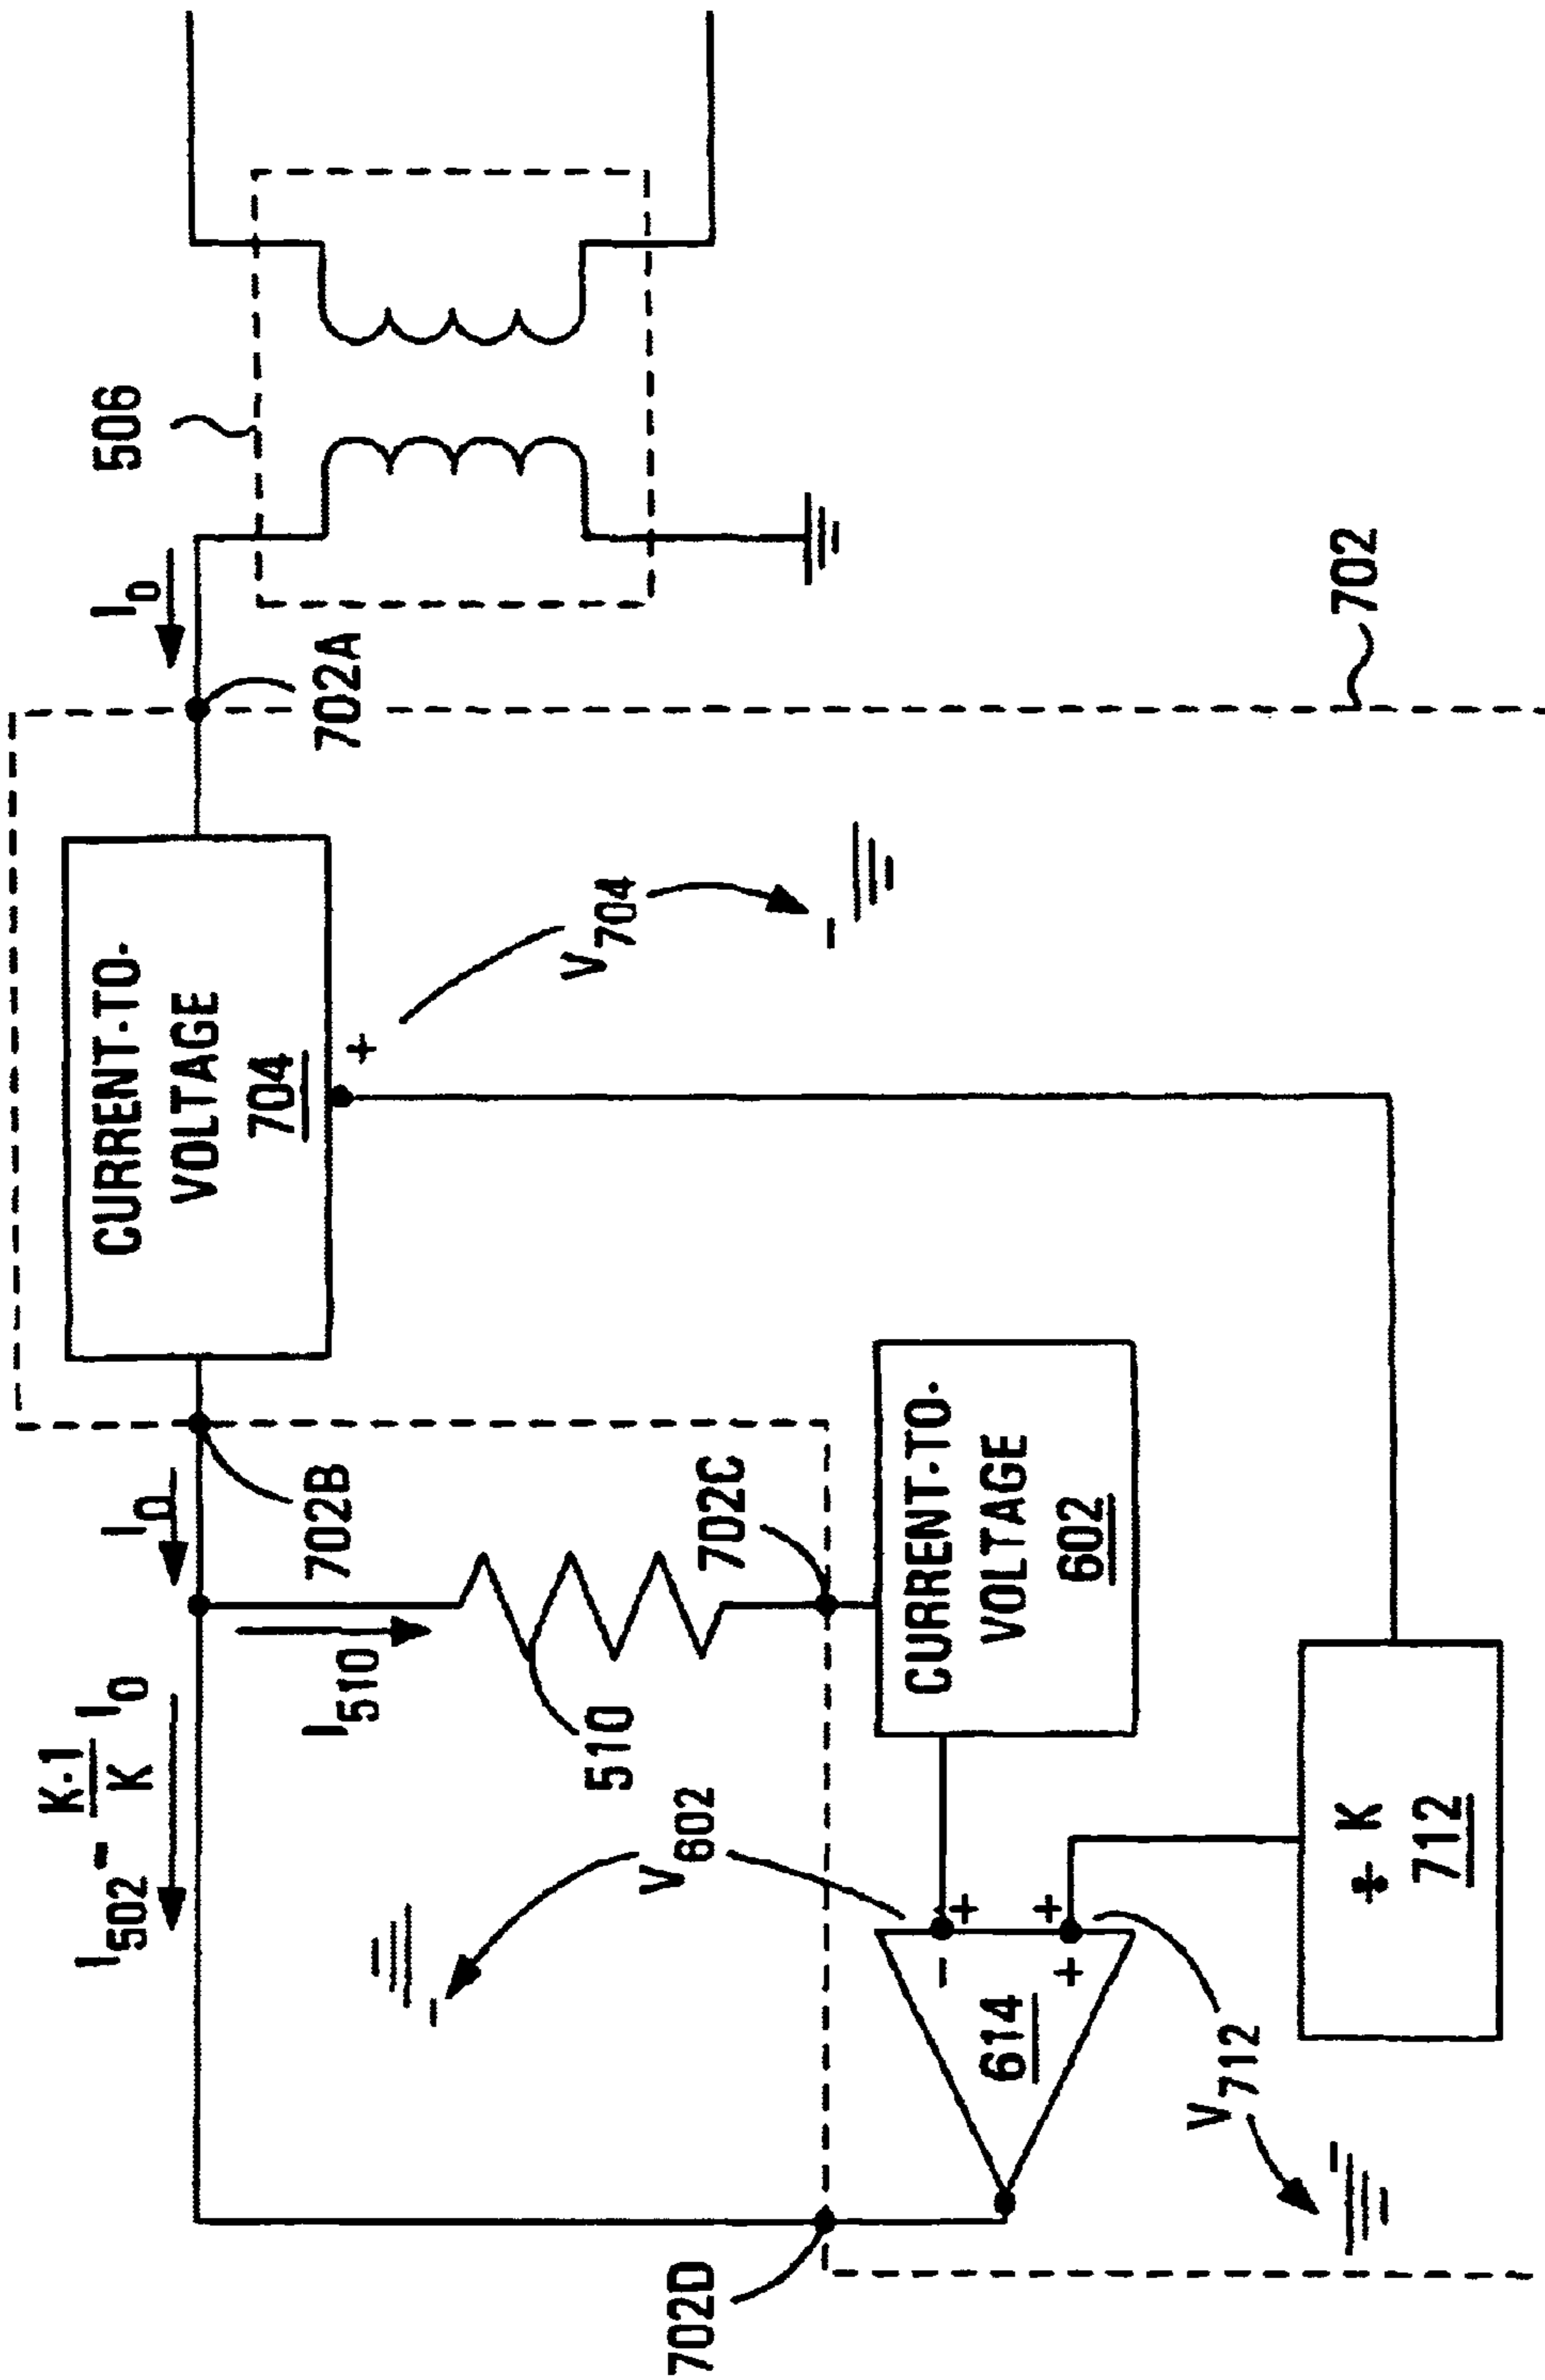 506
I0
702A
702
CURRENT-TO-
VOLTAGE
704
+
V704
-
I0
702B
702C
I502 = K-1/K I0
I510
510
CURRENT-TO-
VOLTAGE
602
V602
-
-
+
+
+
614
* K
712
V712
-
702D